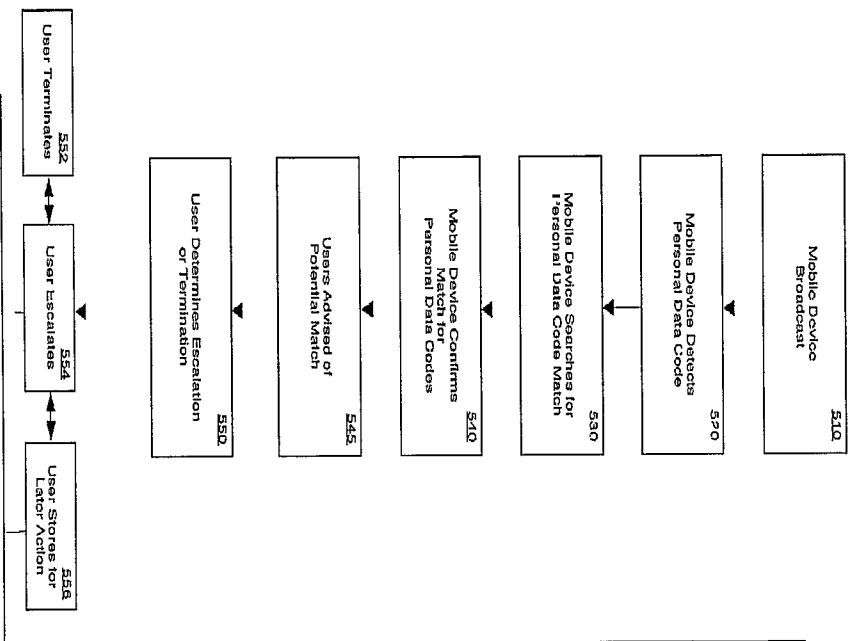 510
Mobile Device
Broadcast
520
Mobile Device Detects
Personal Data Code
530
Mobile Device Searches for
Personal Data Code Match
540
Mobile Device Confirms
Match for
Personal Data Codes
545
Users Advised of
Potential Match
550
User Determines Escalation
or Termination
552
User Terminates
554
User Escalates
556
User Stores for
Later Action